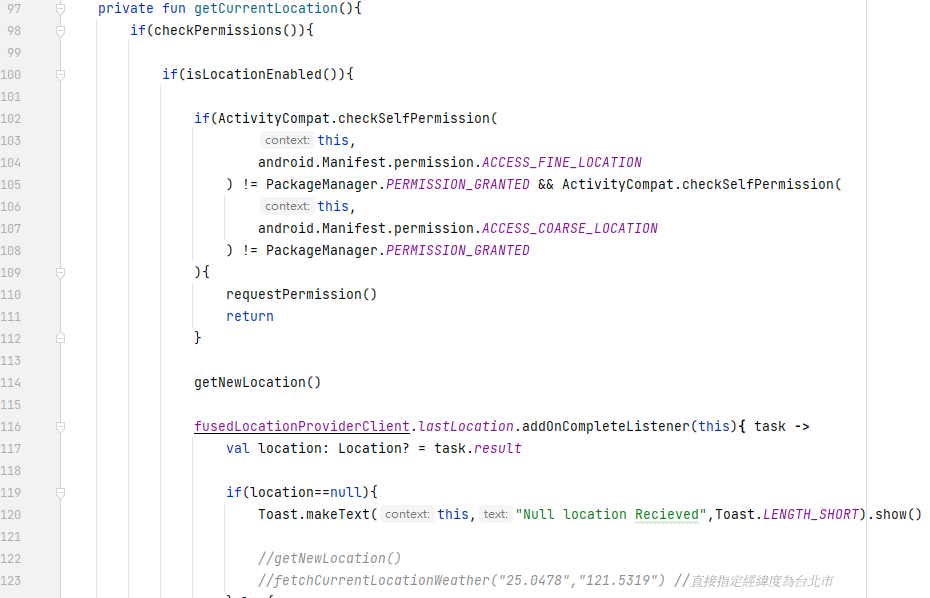 97 private fun getCurrentLocation(){
98 if(checkPermissions()){
99
100 if(isLocationEnabled()){
101
102 if(ActivityCompat.checkSelfPermission(
103 context: this,
104 android.Manifest.permission.ACCESS_FINE_LOCATION
105 ) != PackageManager.PERMISSION_GRANTED && ActivityCompat.checkSelfPermission(
106 context: this,
107 android.Manifest.permission.ACCESS_COARSE_LOCATION
108 ) != PackageManager.PERMISSION_GRANTED
109 ){
110 requestPermission()
111 return
112 }
113
114 getNewLocation()
115
116 fusedLocationProviderClient.lastLocation.addOnCompleteListener(this){ task ->
117 val location: Location? = task.result
118
119 if(location==null){
120 Toast.makeText( context: this, text: "Null location Recieved",Toast.LENGTH_SHORT).show()
121
122 //getNewLocation()
123 //fetchCurrentLocationWeather("25.0478","121.5319") //直接指定經緯度為台北市